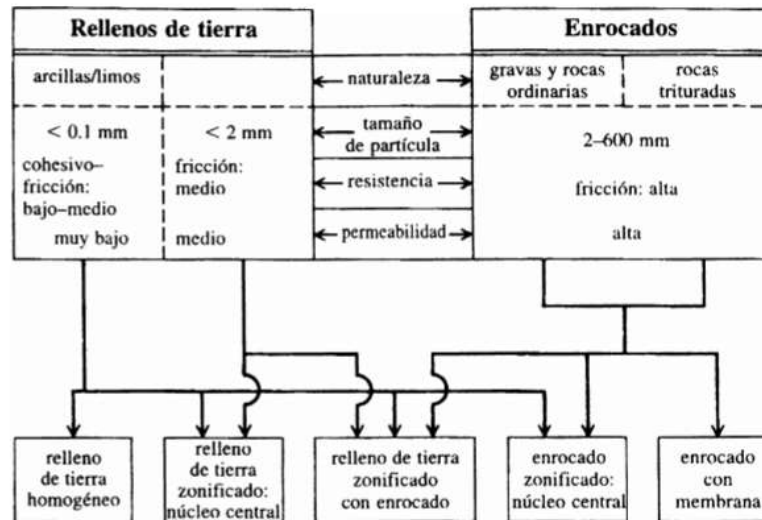 Rellenos de tierra
Enrocados
arcillas/limos
naturaleza
gravas y rocas
ordinarias
rocas
trituradas
< 0.1 mm
< 2 mm
tamaño
de partícula
2–600 mm
cohesivo–
fricción:
bajo–medio
fricción:
medio
resistencia
fricción: alta
muy bajo
medio
permeabilidad
alta
relleno
de tierra
homogéneo
relleno
de tierra
zonificado:
núcleo central
relleno de tierra
zonificado
con enrocado
enrocado
zonificado:
núcleo central
enrocado
con
membrana